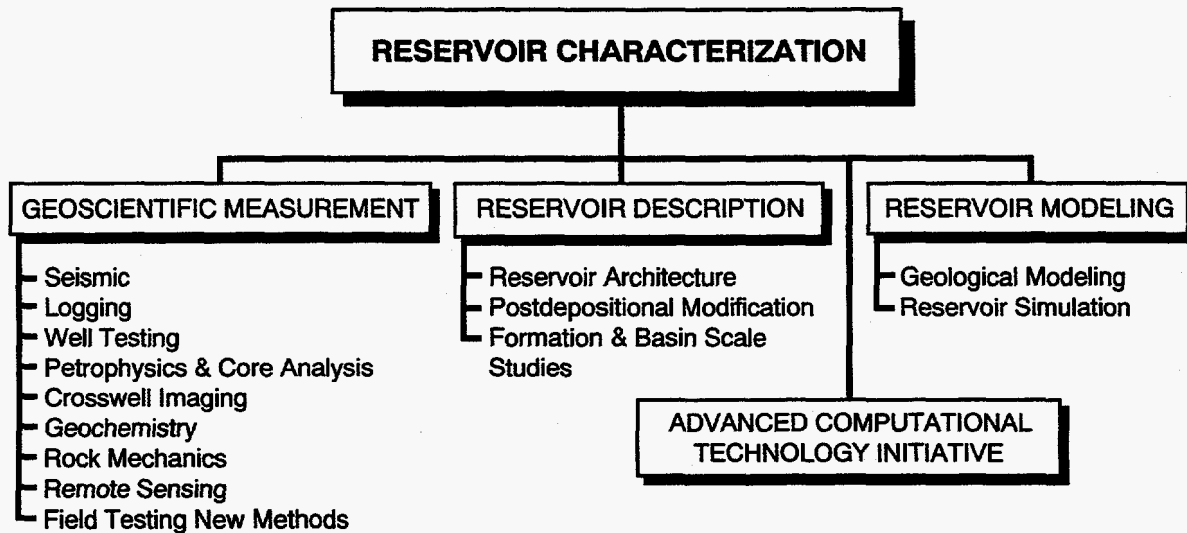 RESERVOIR CHARACTERIZATION
GEOSCIENTIFIC MEASUREMENT
Seismic
Logging
Well Testing
Petrophysics & Core Analysis
Crosswell Imaging
Geochemistry
Rock Mechanics
Remote Sensing
Field Testing New Methods
RESERVOIR DESCRIPTION
Reservoir Architecture
Postdepositional Modification
Formation & Basin Scale
Studies
RESERVOIR MODELING
Geological Modeling
Reservoir Simulation
ADVANCED COMPUTATIONAL
TECHNOLOGY INITIATIVE